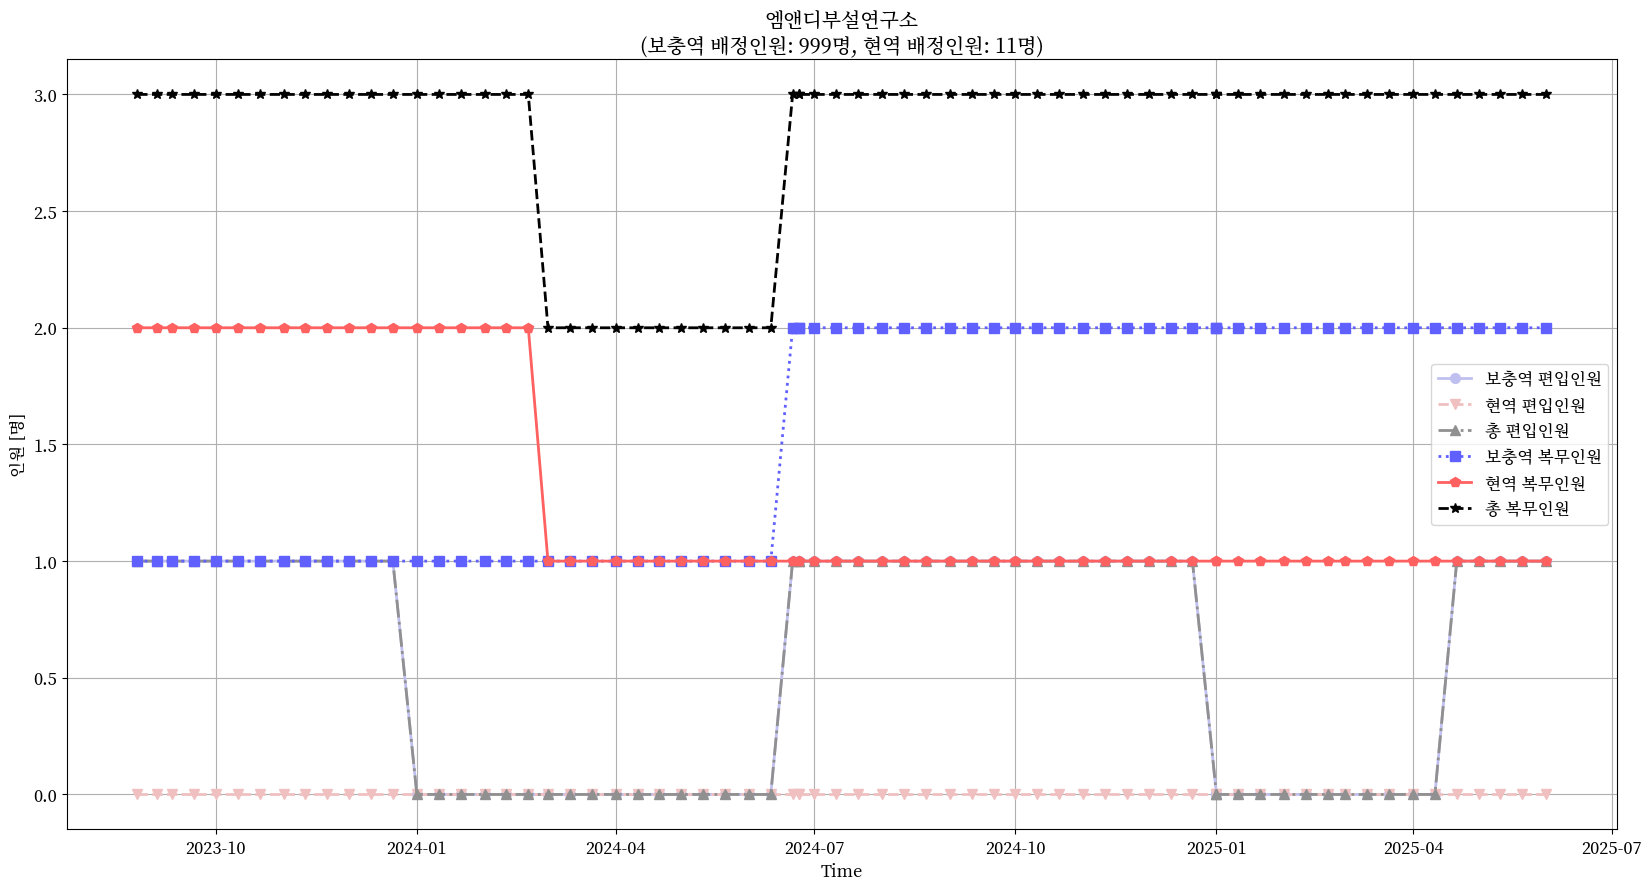 엠앤디부설연구소
(보충역 배정인원: 999명, 현역 배정인원: 11명)
인원 [명]
3.0
2.5
2.0
1.5
1.0
0.5
0.0
보충역 편입인원
현역 편입인원
총 편입인원
보충역 복무인원
현역 복무인원
총 복무인원
2023-10
2024-01
2024-04
2024-07
2024-10
2025-01
2025-04
2025-07
Time